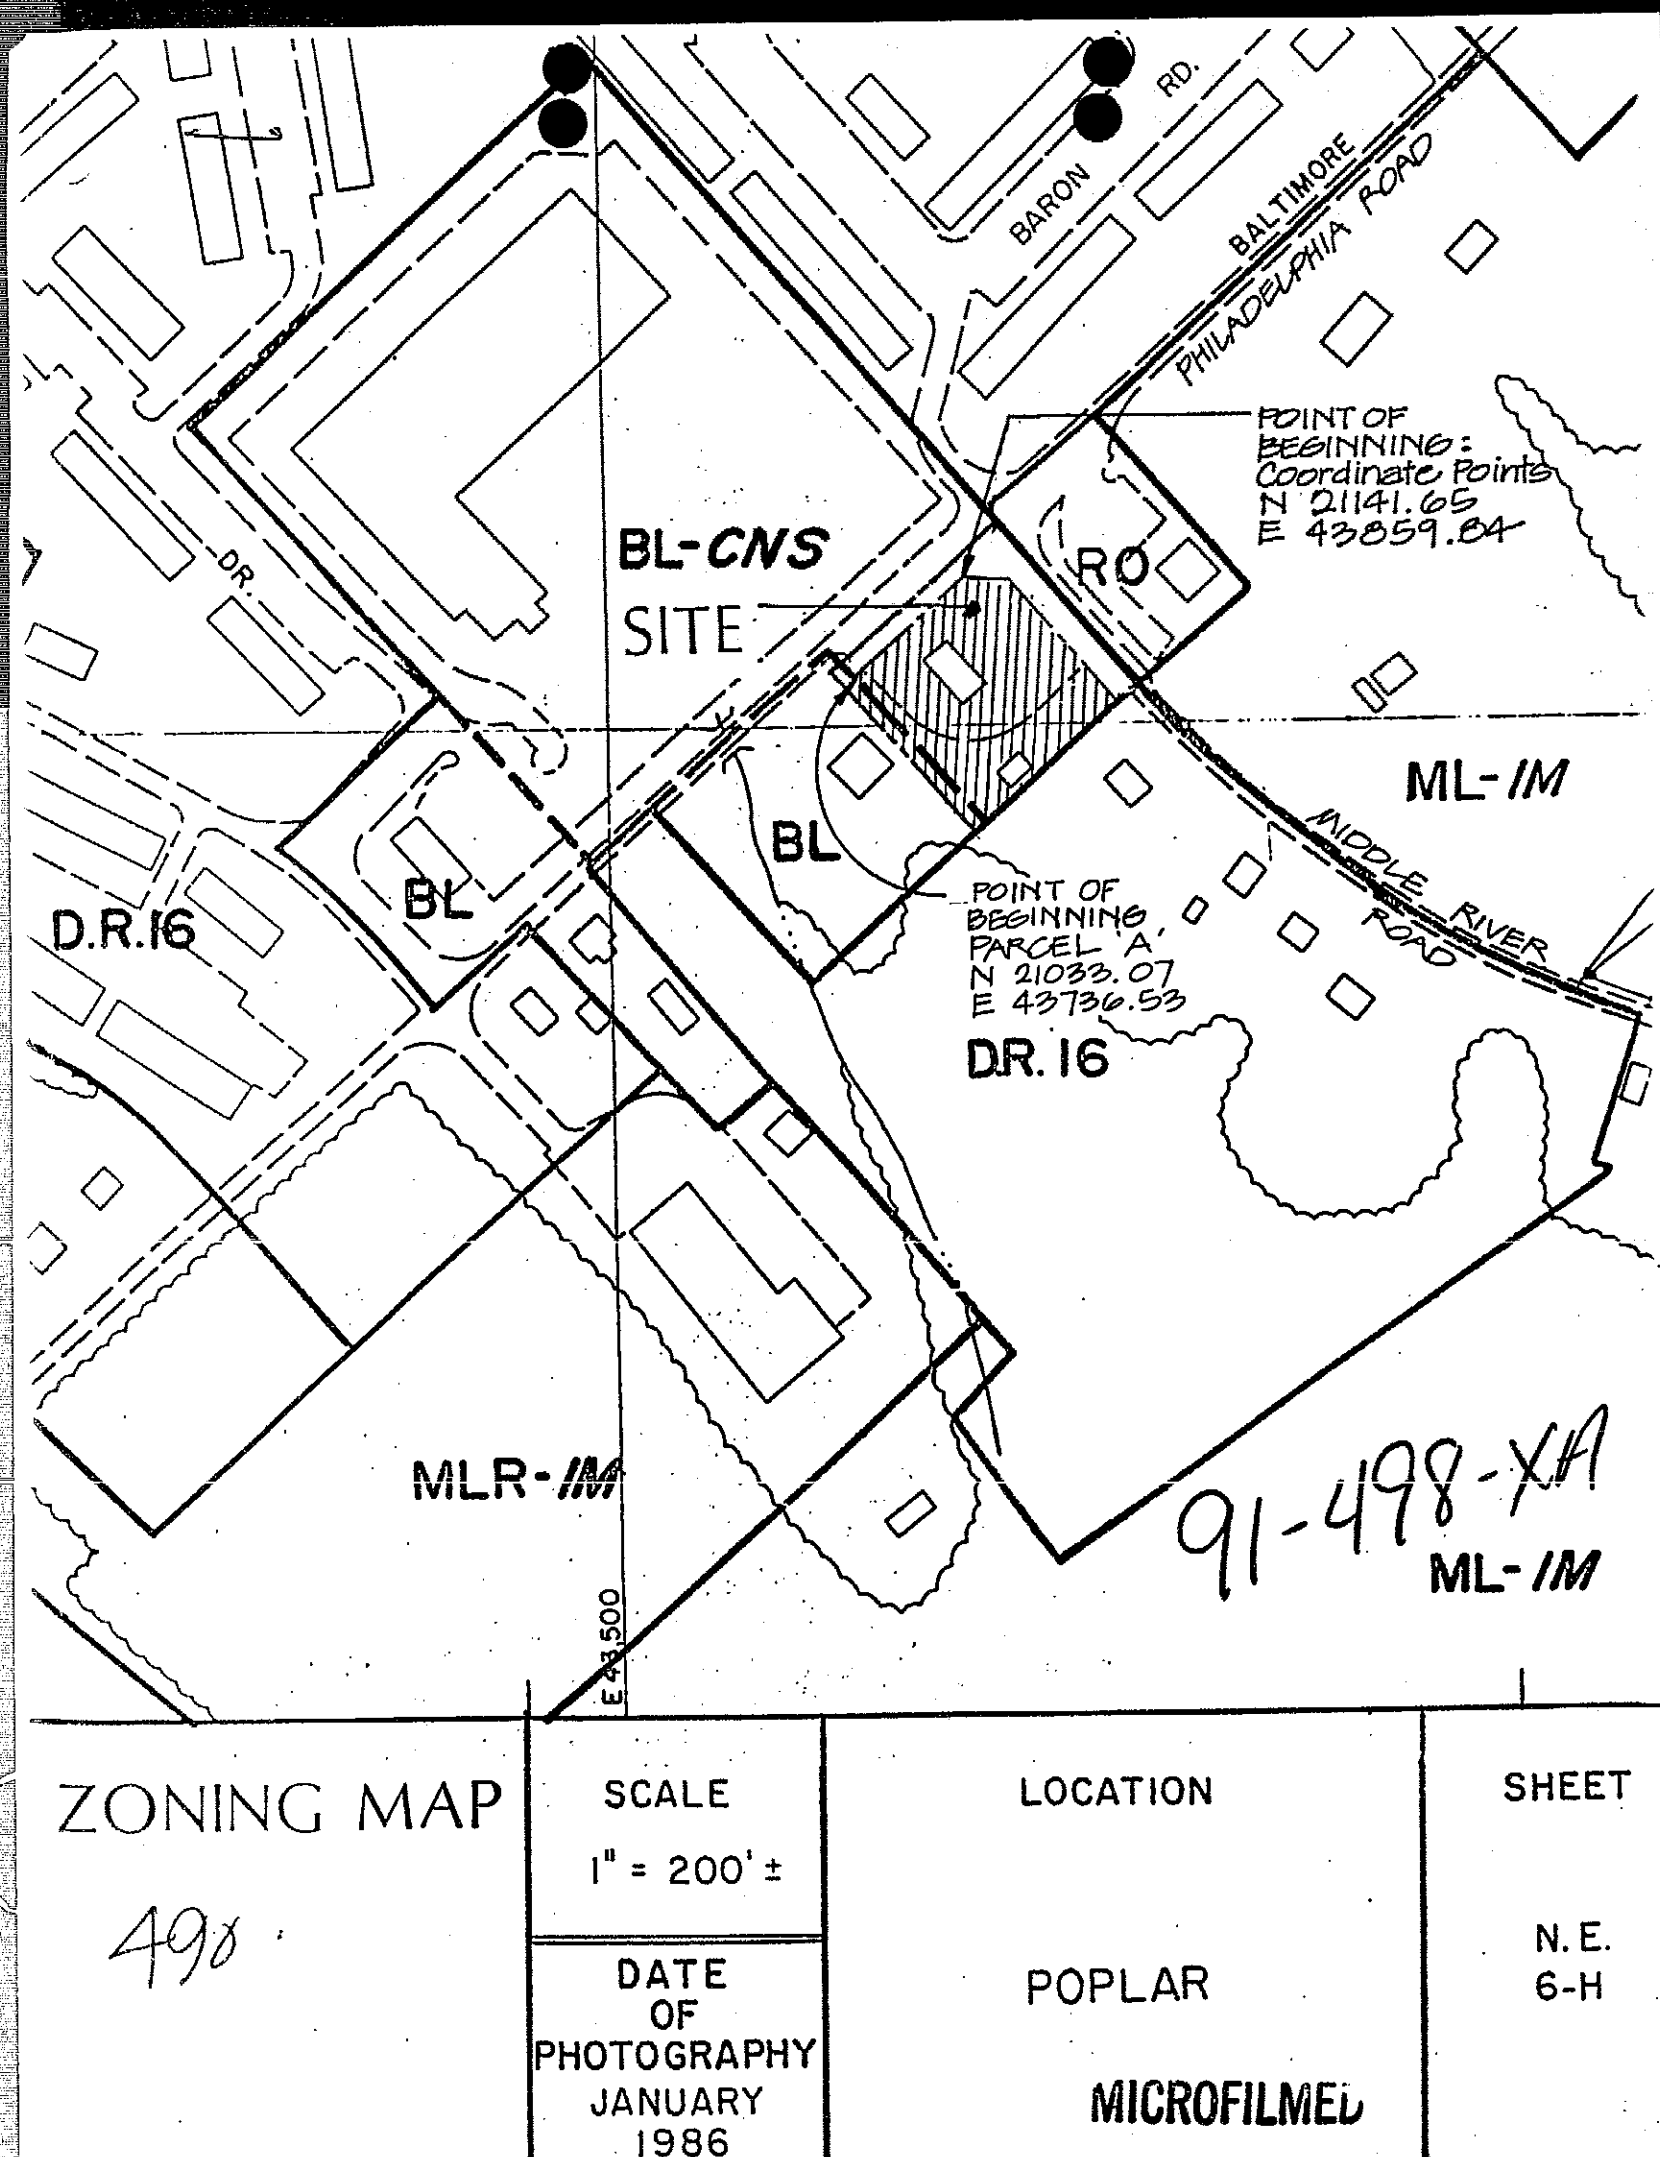 RD.
BARON
BALTIMORE
PHILADELPHIA ROAD
POINT OF
BEGINNING:
Coordinate Points
N 21141.65
E 43859.84
BL-CNS
RO
SITE
DR.
ML-IM
MIDDLE RIVER
ROAD
BL
BL
D.R.16
POINT OF
BEGINNING
PARCEL 'A'
N 21033.07
E 43736.53
D.R. 16
MLR-IM
91-498-XA
ML-IM
E 43,500
ZONING MAP
498
SCALE
1" = 200' ±
DATE
OF
PHOTOGRAPHY
JANUARY
1986
LOCATION
POPLAR
MICROFILMED
SHEET
N.E.
6-H